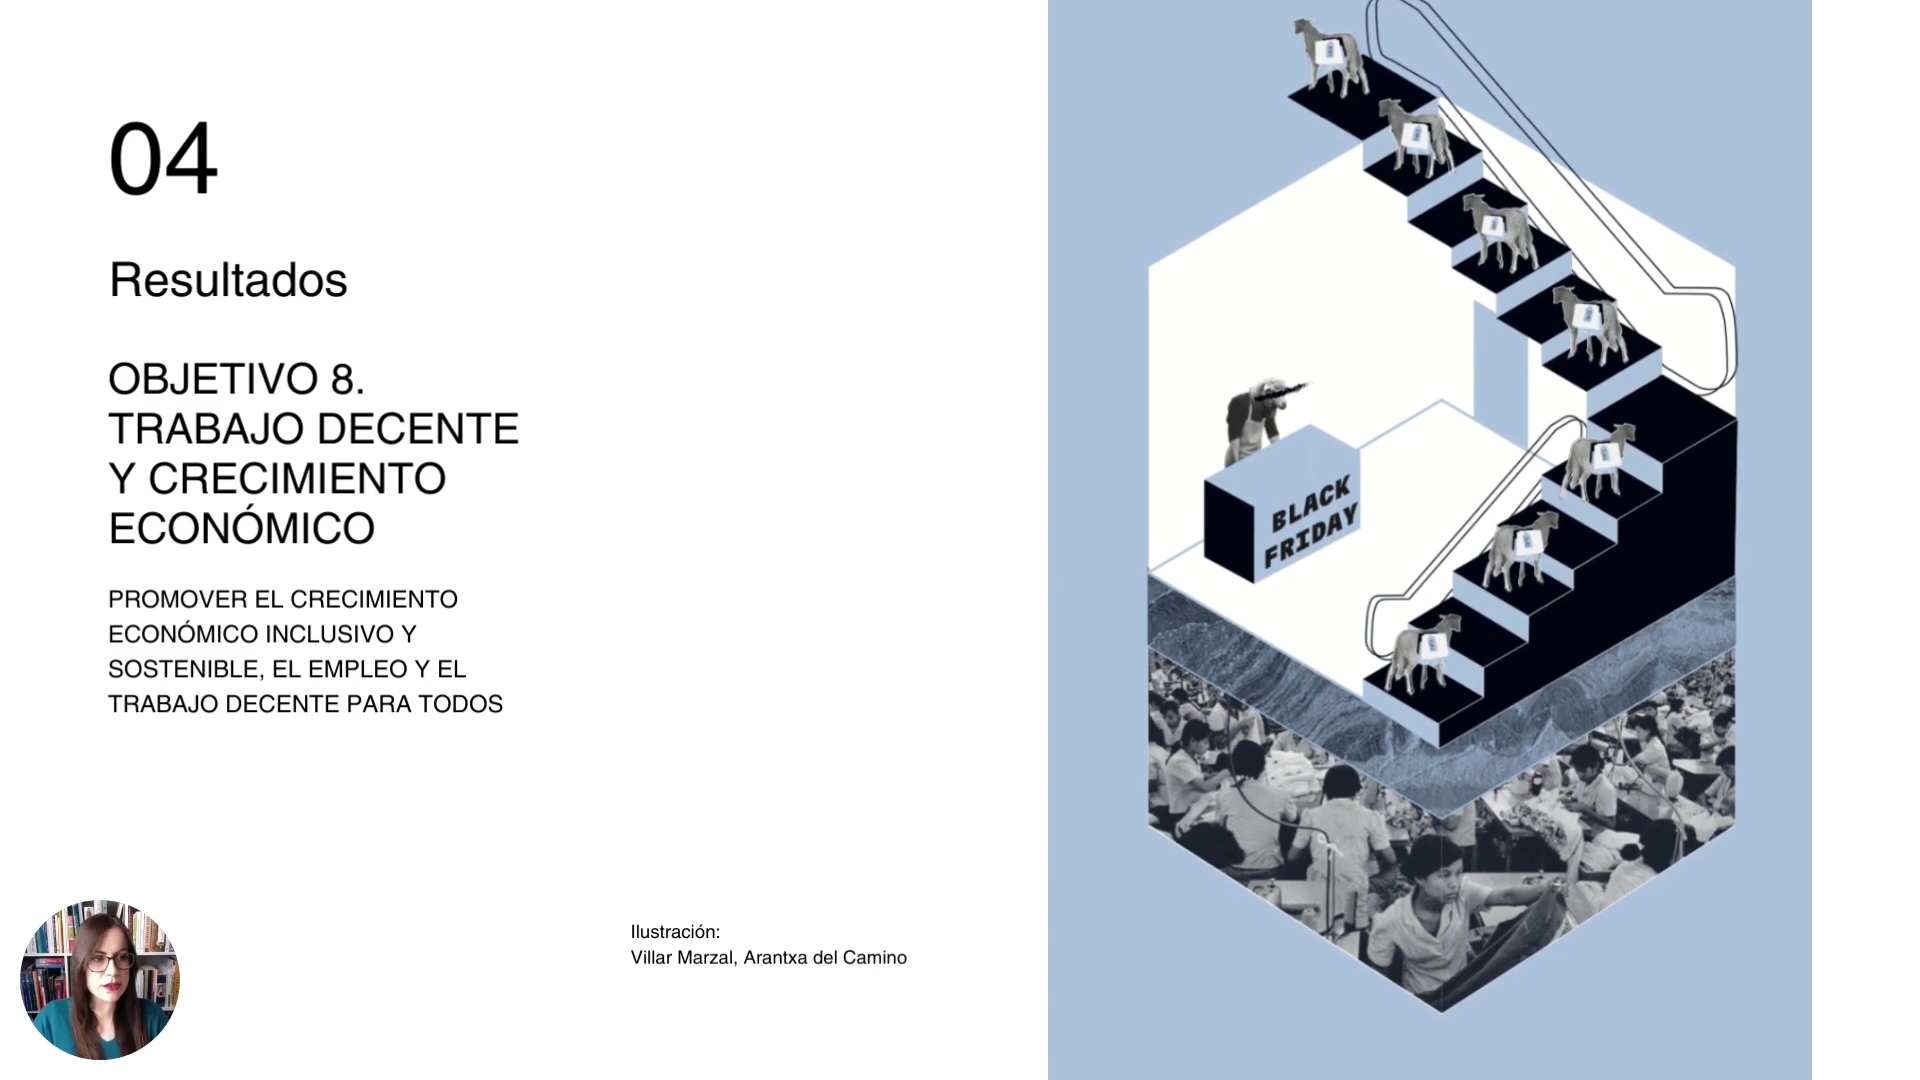 04
Resultados
OBJETIVO 8.
TRABAJO DECENTE
Y CRECIMIENTO
ECONÓMICO
PROMOVER EL CRECIMIENTO
ECONÓMICO INCLUSIVO Y
SOSTENIBLE, EL EMPLEO Y EL
TRABAJO DECENTE PARA TODOS
Ilustración:
Villar Marzal, Arantxa del Camino
BLACK
FRIDAY